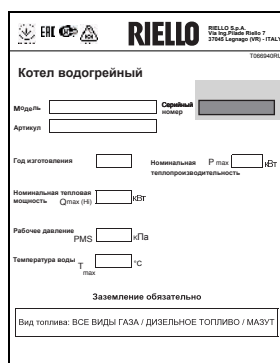 EAC
RIELLO
RIELLO S.p.A.
Via Ing.Pilade Riello 7
37045 Legnago (VR) - ITALY
T066940RU
Котел водогрейный
Модель
Серийный
номер
Артикул
Год изготовления
Номинальная P max кВт
теплопроизводительность
Номинальная тепловая
мощность Qmax (Hi) кВт
Рабочее давление
PMS кПа
Температура воды T max °C
Заземление обязательно
Вид топлива: ВСЕ ВИДЫ ГАЗА / ДИЗЕЛЬНОЕ ТОПЛИВО / МАЗУТ